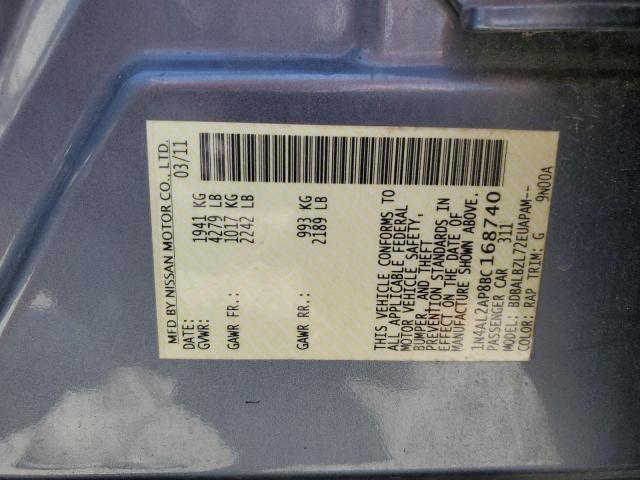 MFD BY NISSAN MOTOR CO., LTD.
DATE: 03/11
GVWR: 1941 KG
4279 LB
GAWR FR: 1017 KG
2242 LB
GAWR RR: 993 KG
2189 LB
THIS VEHICLE CONFORMS TO
ALL APPLICABLE FEDERAL
MOTOR VEHICLE SAFETY,
BUMPER, AND THEFT
PREVENTION STANDARDS IN
EFFECT ON THE DATE OF
MANUFACTURE SHOWN ABOVE.
1N4AL2AP8BC168740
PASSENGER CAR 311
MODEL: BDBALBZL72EUAPAM--
COLOR: RAP TRIM: G 9N00A